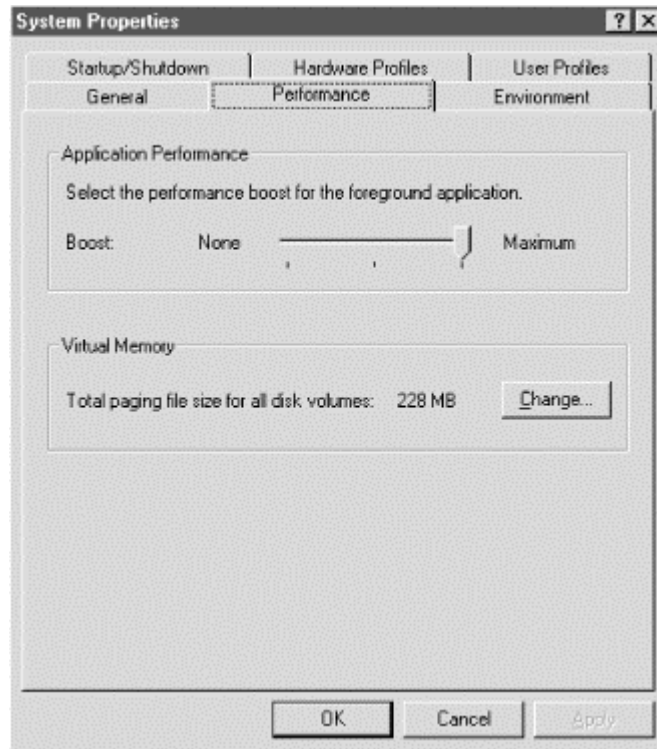 System Properties
Startup/Shutdown Hardware Profiles User Profiles
General Performance Environment
Application Performance
Select the performance boost for the foreground application.
Boost: None Maximum
Virtual Memory
Total paging file size for all disk volumes: 228 MB Change...
OK Cancel Apply